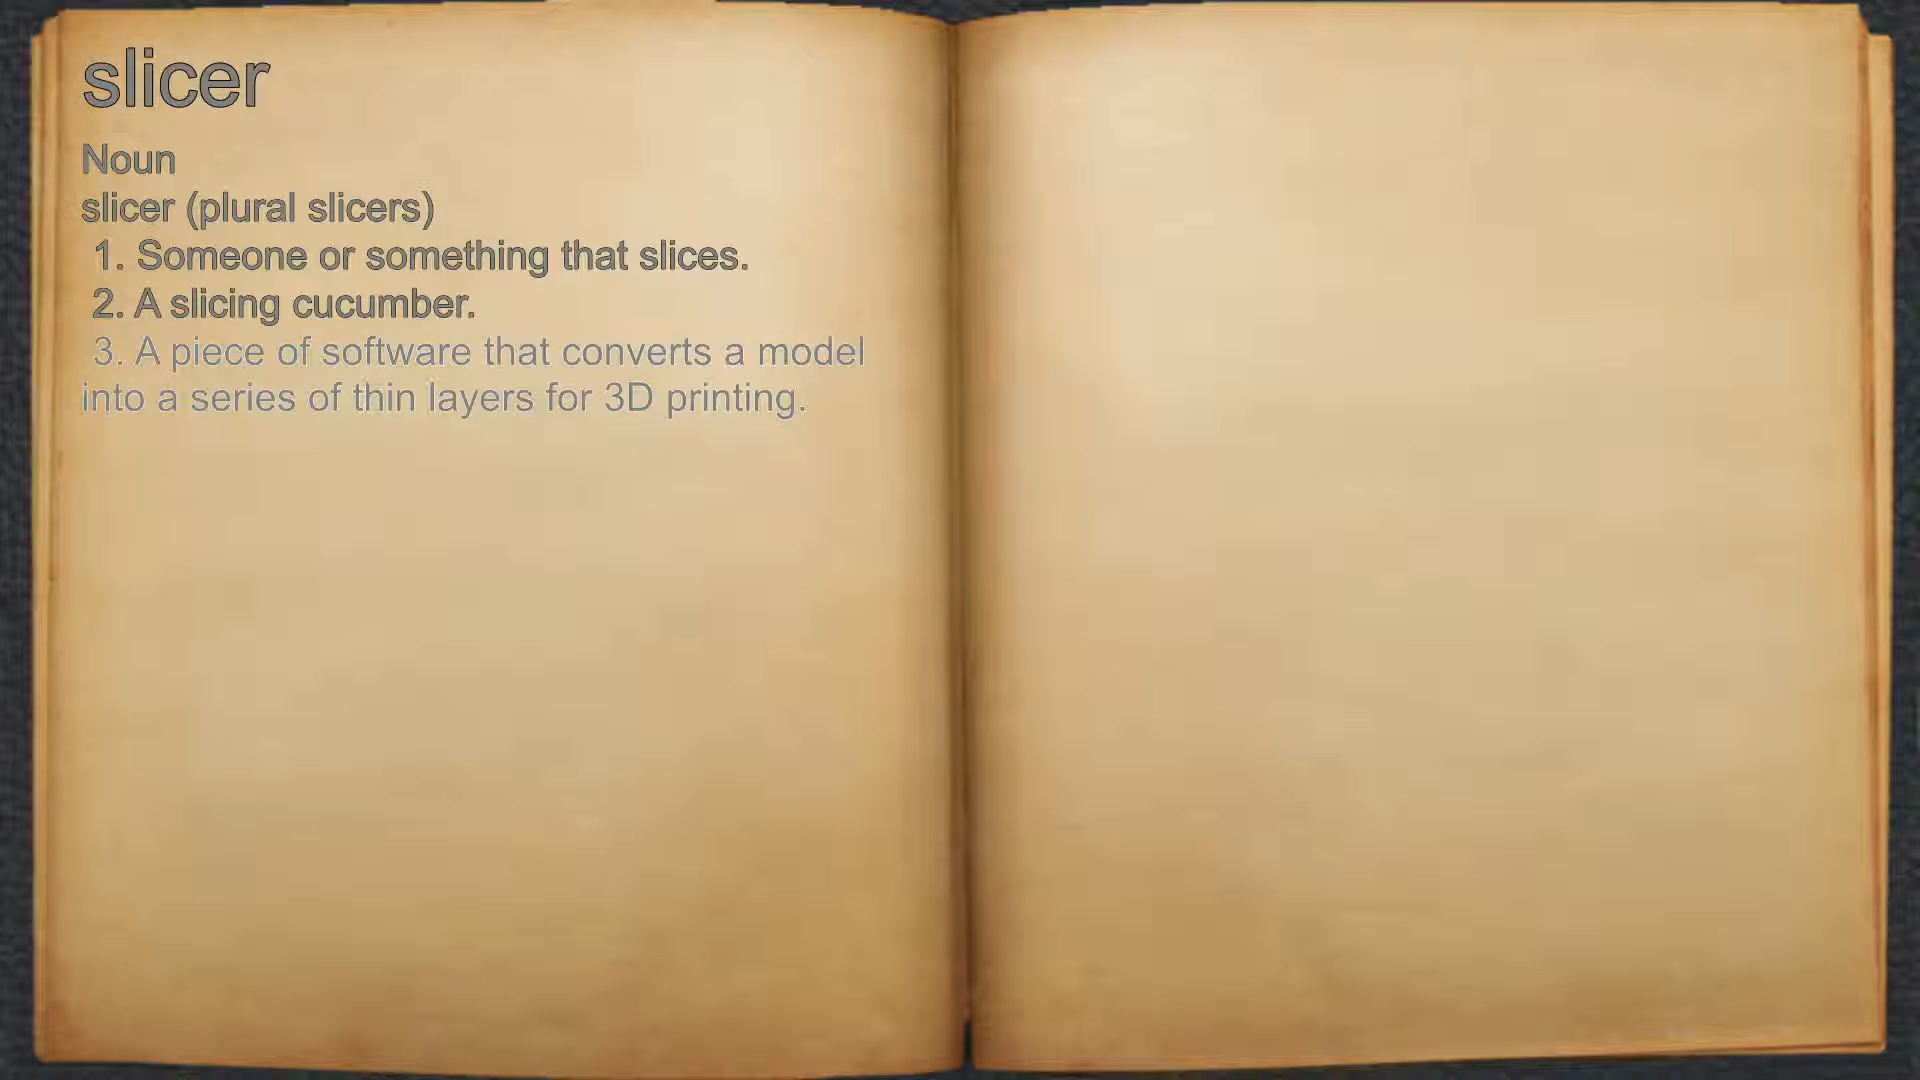 slicer
Noun
slicer (plural slicers)
1. Someone or something that slices.
2. A slicing cucumber.
3. A piece of software that converts a model
into a series of thin layers for 3D printing.